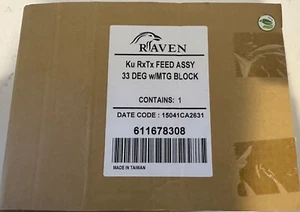 RAVEN
Ku RxTx FEED ASSY
33 DEG w/MTG BLOCK
CONTAINS: 1
DATE CODE : 15041CA2631
611678308
MADE IN TAIWAN